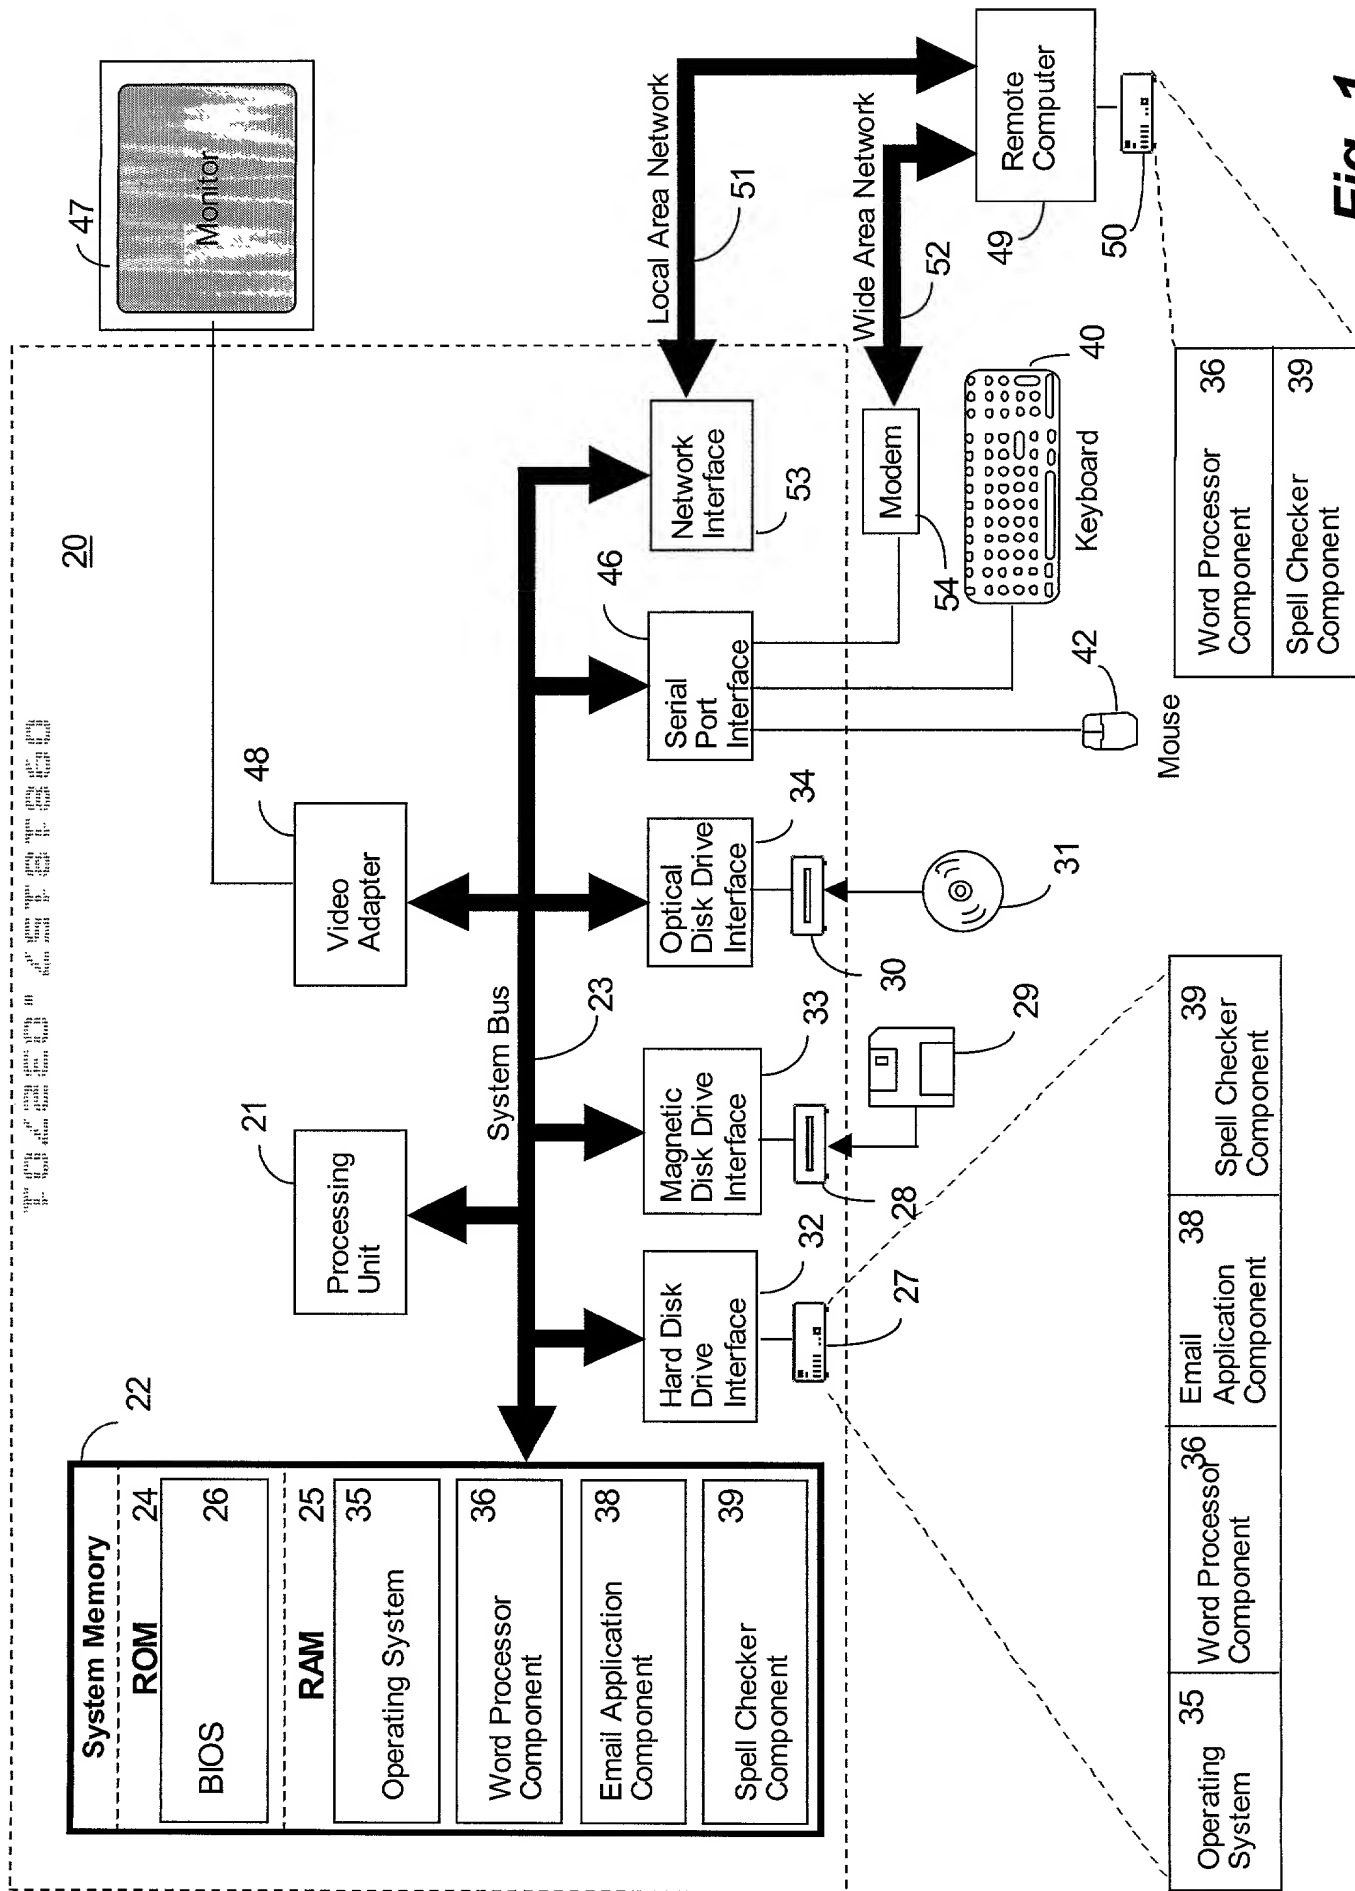 System Memory
ROM 24
BIOS
26
RAM
25
Operating System
35
Word Processor
Component
36
Email Application
Component
38
Spell Checker
Component
39
22
20
Processing
Unit
21
Video
Adapter
48
47
Monitor
System Bus
23
Hard Disk
Drive
Interface
32
Magnetic
Disk Drive
Interface
33
Optical
Disk Drive
Interface
34
Serial
Port
Interface
46
Network
Interface
53
Local Area Network
51
27
28
29
30
31
Modem
54
Wide Area Network
52
Mouse
42
Keyboard
40
Remote
Computer
49
50
Operating
System
35
Word Processor
Component
36
Email
Application
Component
38
Spell Checker
Component
39
Word Processor
Component
36
Spell Checker
Component
39
Fig. 1